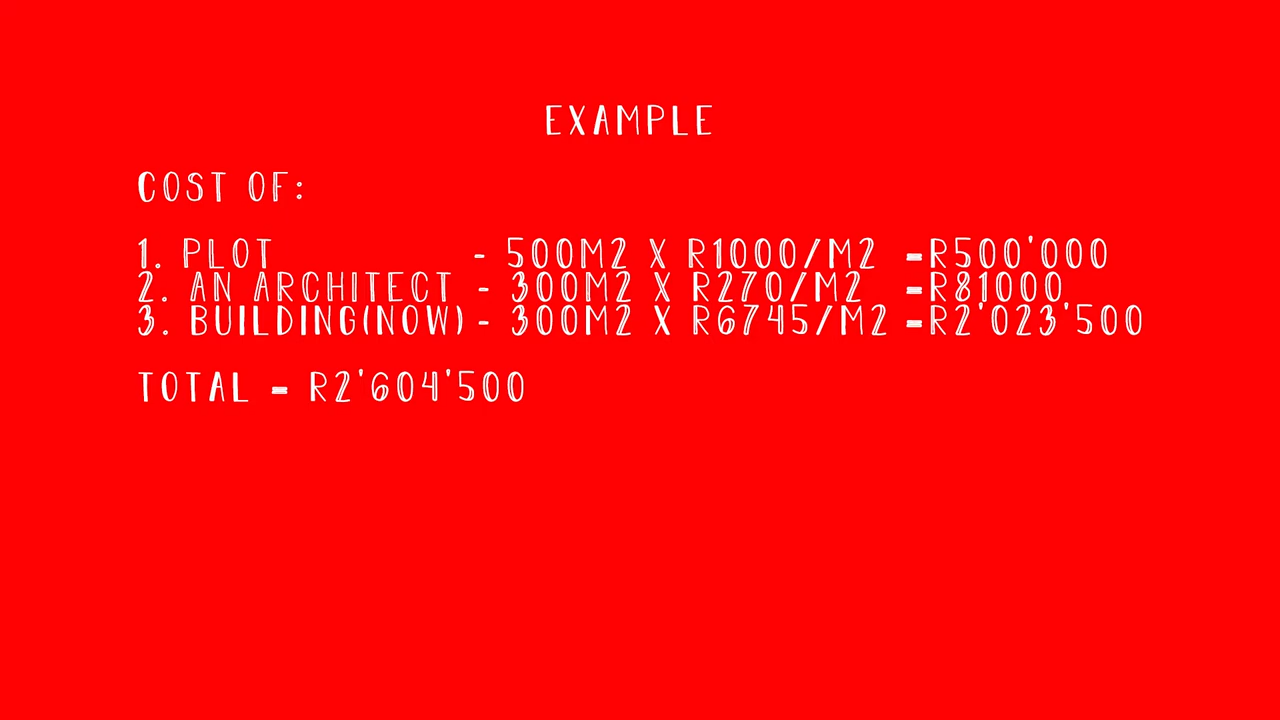 EXAMPLE
COST OF:
1. PLOT - 500M2 X R1000/M2 =R500'000
2. AN ARCHITECT - 300M2 X R270/M2 =R81000
3. BUILDING(NOW) - 300M2 X R6745/M2 =R2'023'500
TOTAL = R2'604'500